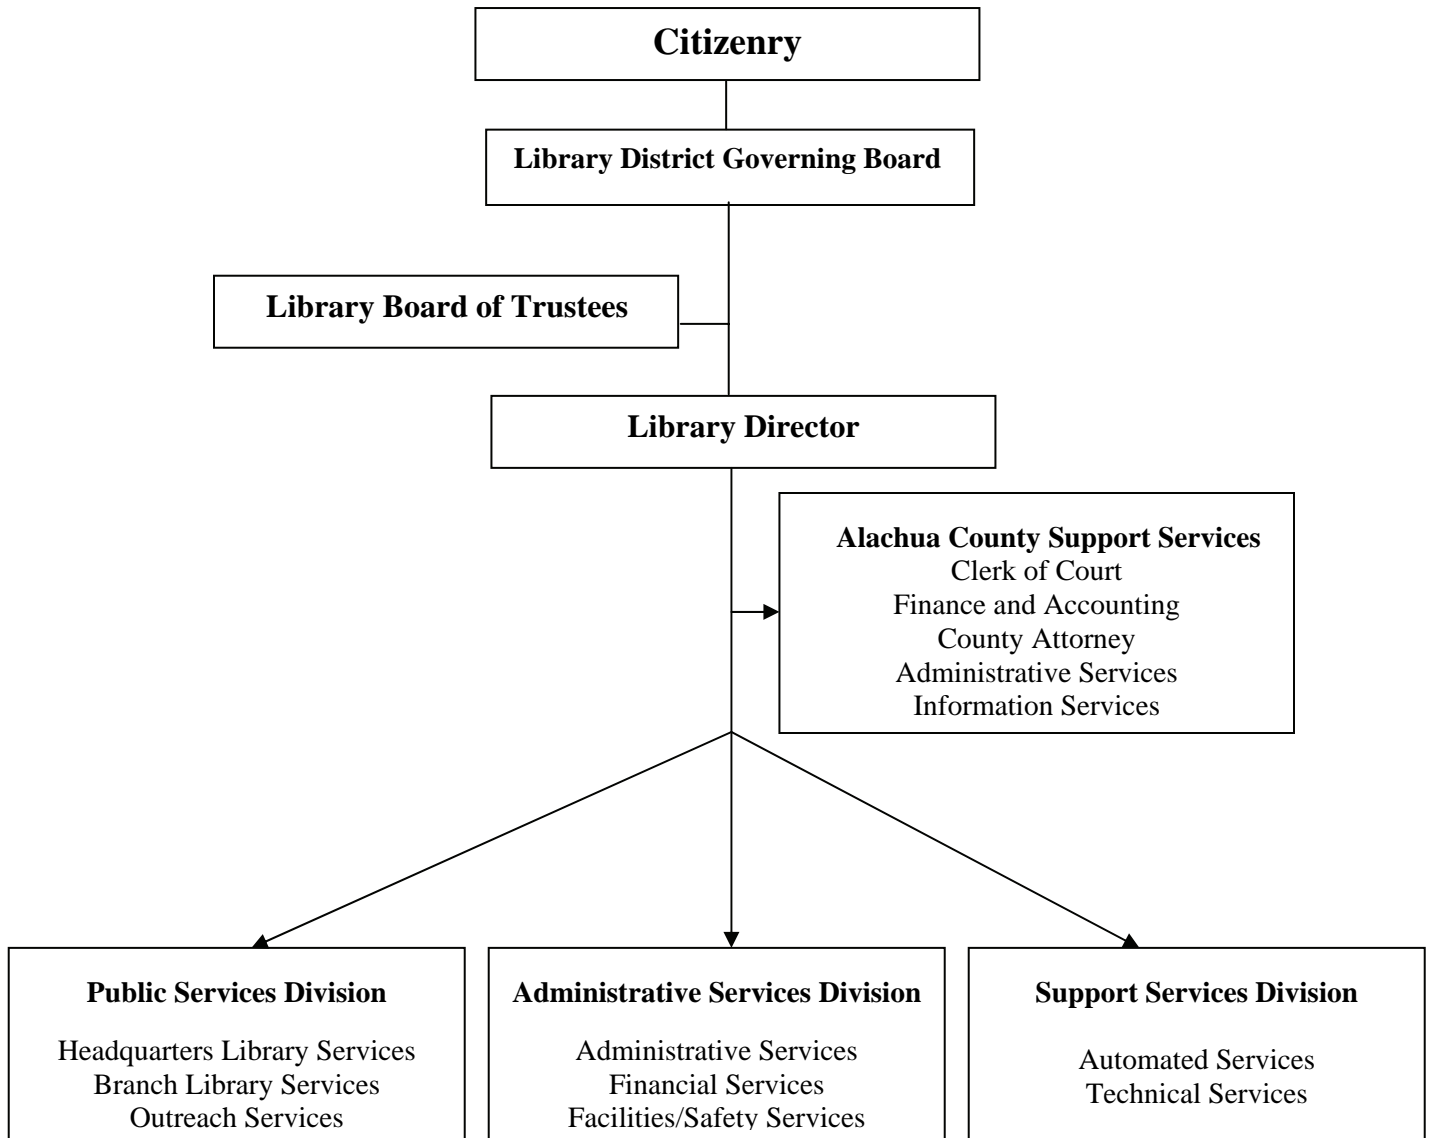 Citizenry
Library District Governing Board
Library Board of Trustees
Library Director
Alachua County Support Services
Clerk of Court
Finance and Accounting
County Attorney
Administrative Services
Information Services
Public Services Division
Headquarters Library Services
Branch Library Services
Outreach Services
Administrative Services Division
Administrative Services
Financial Services
Facilities/Safety Services
Support Services Division
Automated Services
Technical Services